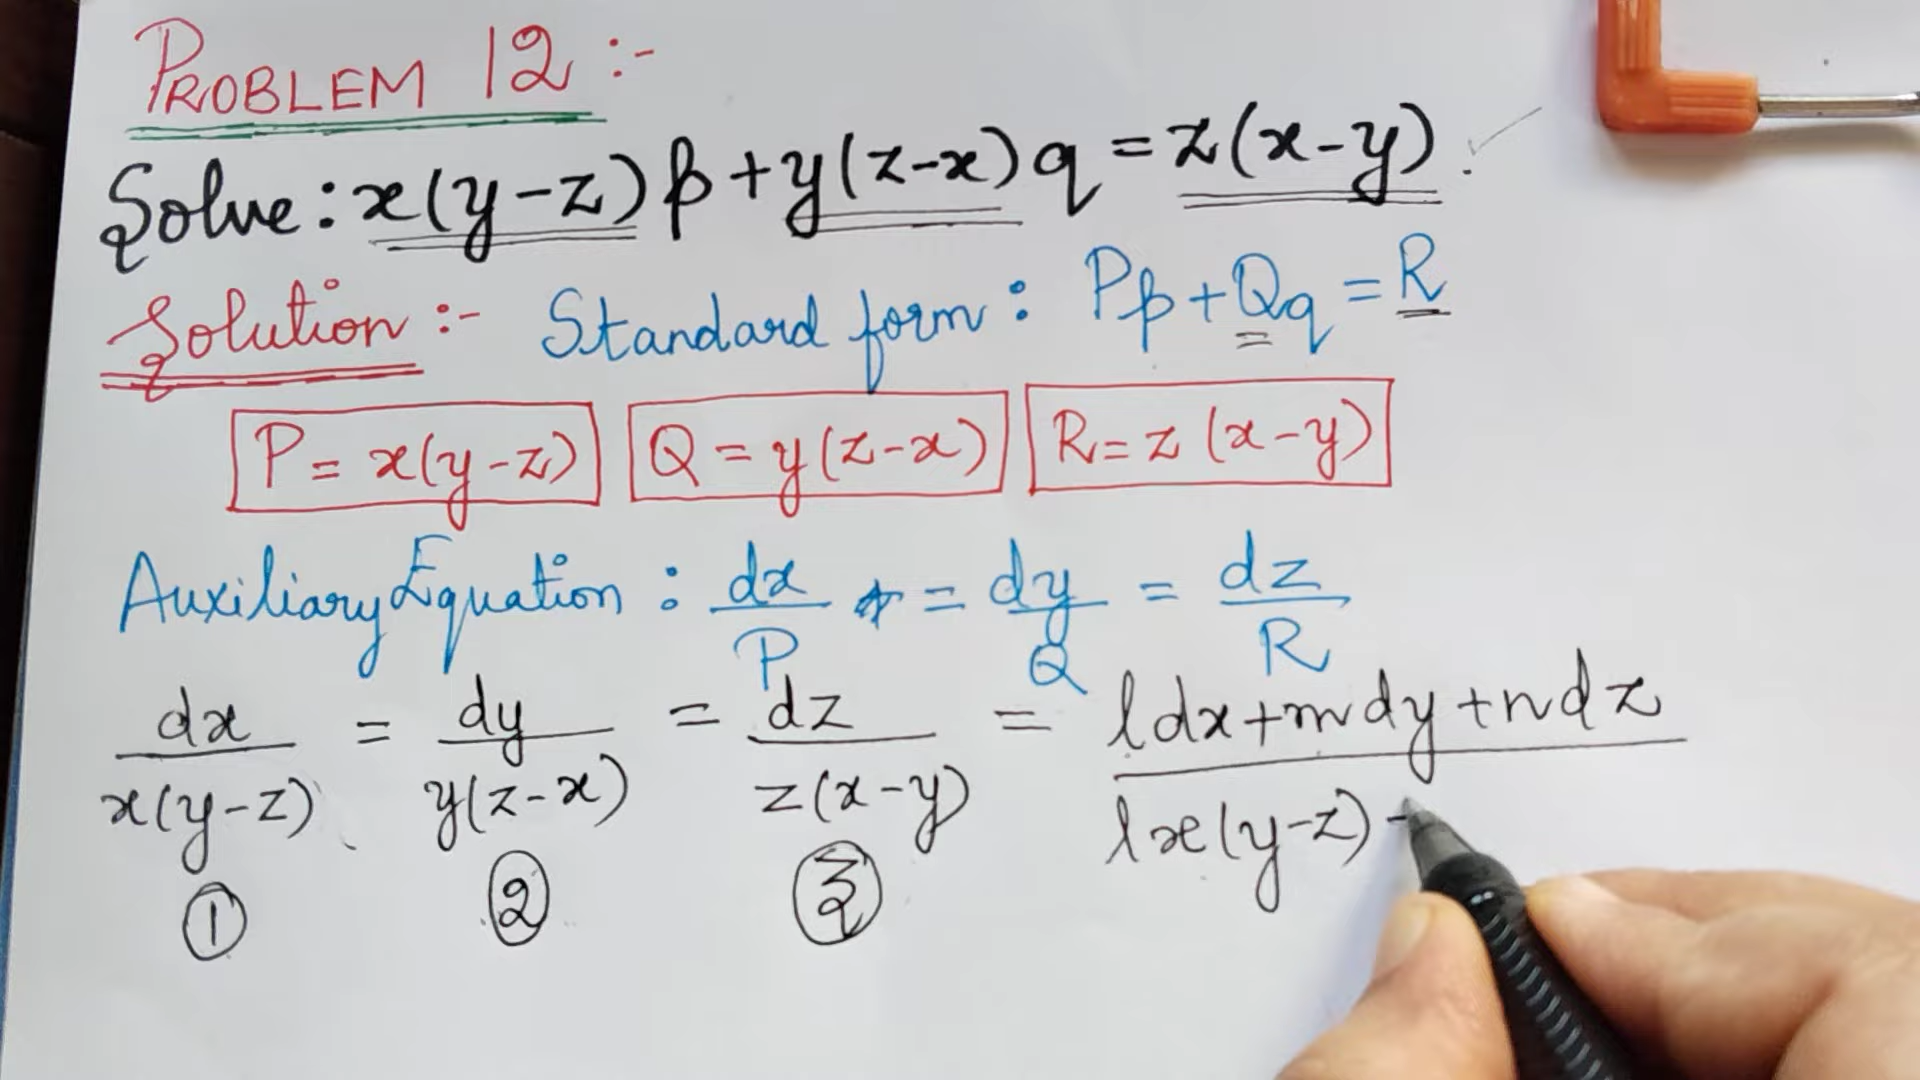 PROBLEM 12 :-
Solve : x(y-z) p + y(z-x) q = z(x-y)
Solution :- Standard form : Pp + Qq = R
P = x(y-z) Q = y(z-x) R = z(x-y)
Auxiliary Equation : dx/P = dy/Q = dz/R
dx/x(y-z) = dy/y(z-x) = dz/z(x-y) = ldx+mdy+ndz/lx(y-z) -
1 2 3